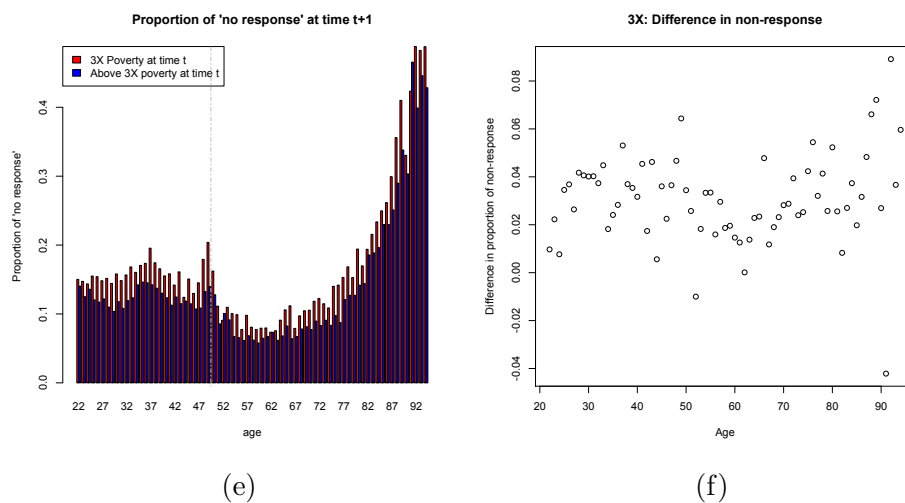 Proportion of 'no response' at time t+1
3X Poverty at time t
Above 3X poverty at time t
Proportion of 'no response'
0.4
0.3
0.2
0.1
0.0
22 27 32 37 42 47 52 57 62 67 72 77 82 87 92
age
(e)
3X: Difference in non-response
Difference in proportion of non-response
0.08
0.06
0.04
0.02
0.00
-0.02
-0.04
20 30 40 50 60 70 80 90
Age
(f)